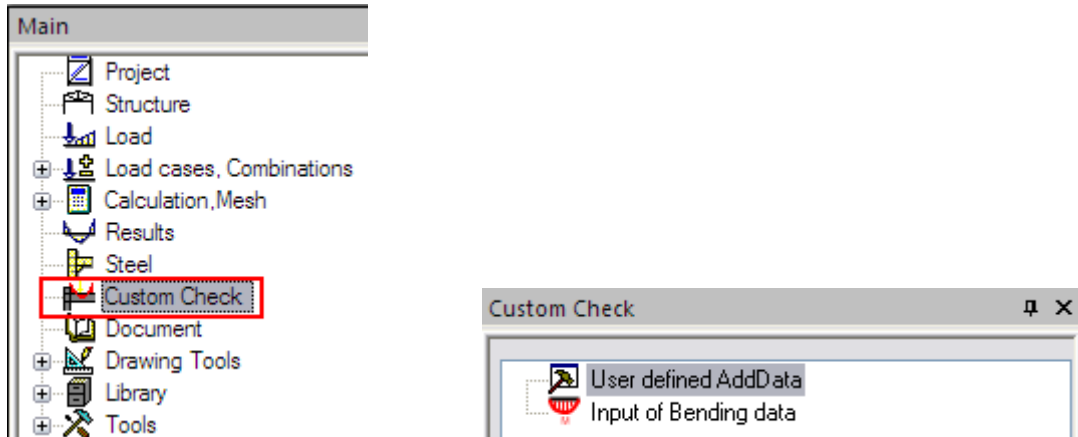 Main
Project
Structure
Load
Load cases, Combinations
Calculation,Mesh
Results
Steel
Custom Check
Document
Drawing Tools
Library
Tools
Custom Check
User defined AddData
Input of Bending data
M